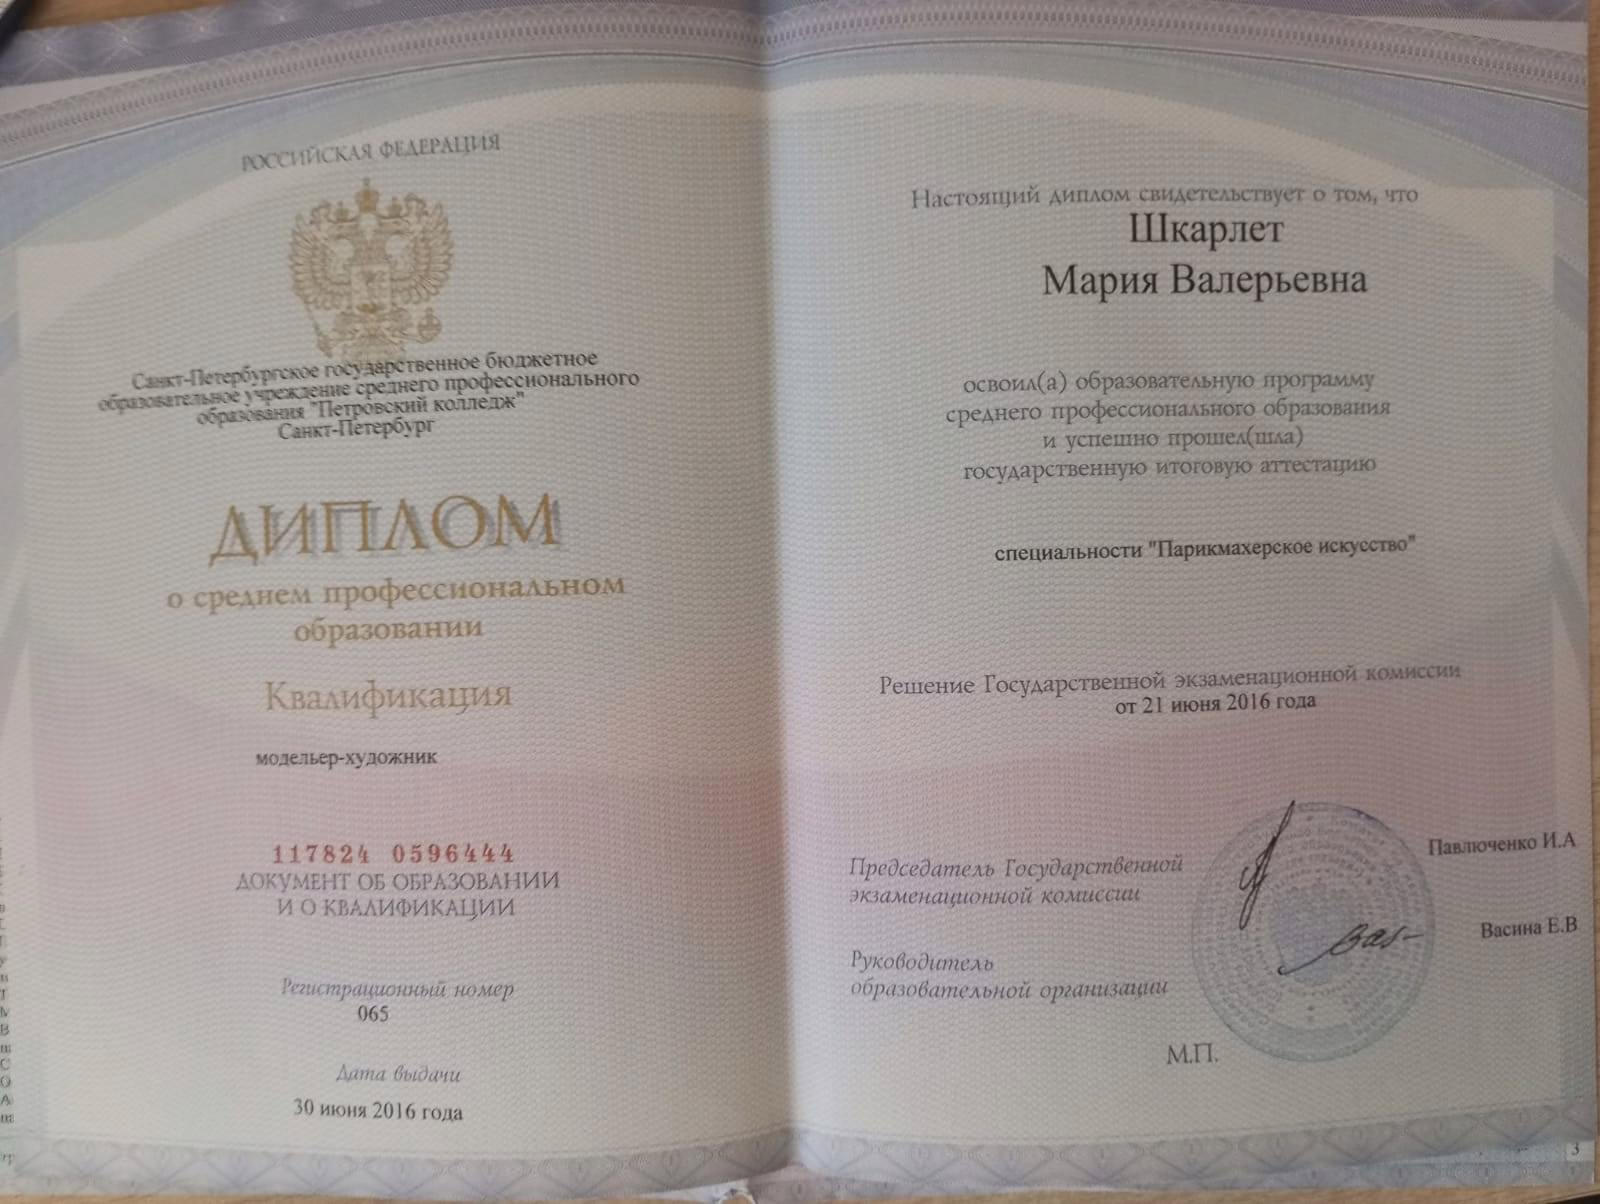 РОССИЙСКАЯ ФЕДЕРАЦИЯ
Санкт-Петербургское государственное бюджетное
образовательное учреждение среднего профессионального
образования "Петровский колледж"
Санкт-Петербург
ДИПЛОМ
о среднем профессиональном
образовании
Квалификация
модельер-художник
117824 0596444
ДОКУМЕНТ ОБ ОБРАЗОВАНИИ
И О КВАЛИФИКАЦИИ
Регистрационный номер
065
Дата выдачи
30 июня 2016 года
Настоящий диплом свидетельствует о том, что
Шкарлет
Мария Валерьевна
освоил(а) образовательную программу
среднего профессионального образования
и успешно прошел(шла)
государственную итоговую аттестацию
специальности "Парикмахерское искусство"
Решение Государственной экзаменационной комиссии
от 21 июня 2016 года
Председатель Государственной
экзаменационной комиссии
Павлюченко И.А
Руководитель
образовательной организации
Васина Е.В
М.П.
3